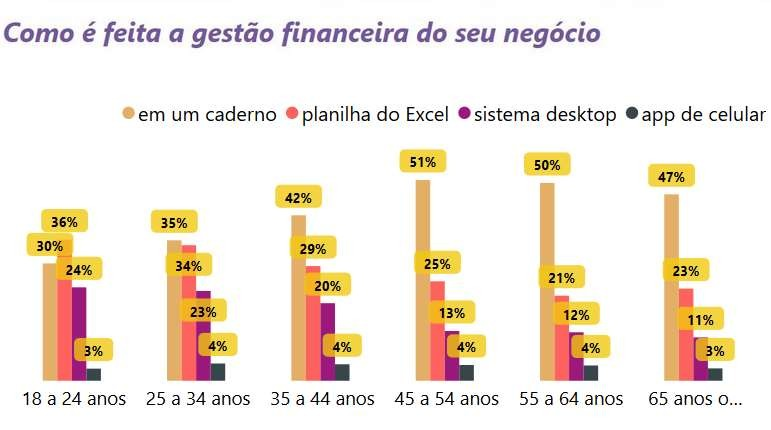 Como é feita a gestão financeira do seu negócio
em um caderno planilha do Excel sistema desktop app de celular
30% 36% 24% 3%
35% 34% 23% 4%
42% 29% 20% 4%
51% 25% 13% 4%
50% 21% 12% 4%
47% 23% 11% 3%
18 a 24 anos 25 a 34 anos 35 a 44 anos 45 a 54 anos 55 a 64 anos 65 anos o...